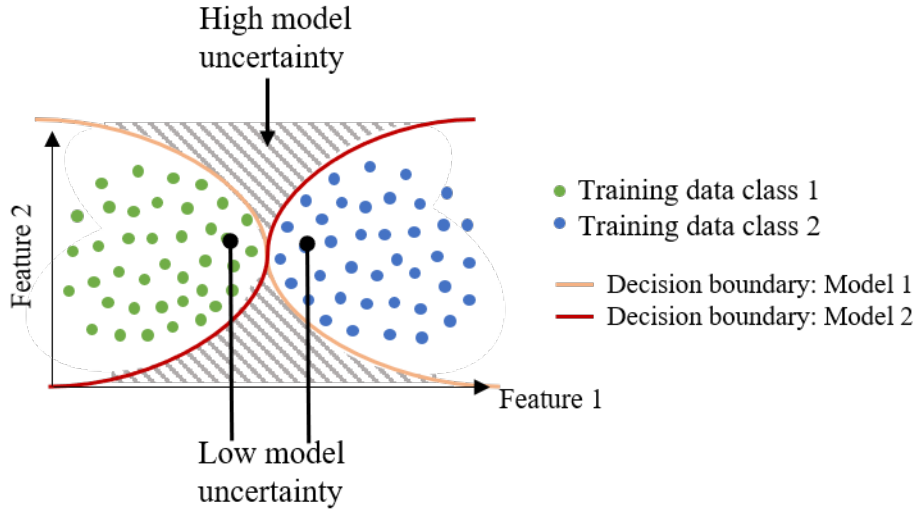 High model
uncertainty
Feature 2
Training data class 1
Training data class 2
Decision boundary: Model 1
Decision boundary: Model 2
Feature 1
Low model
uncertainty